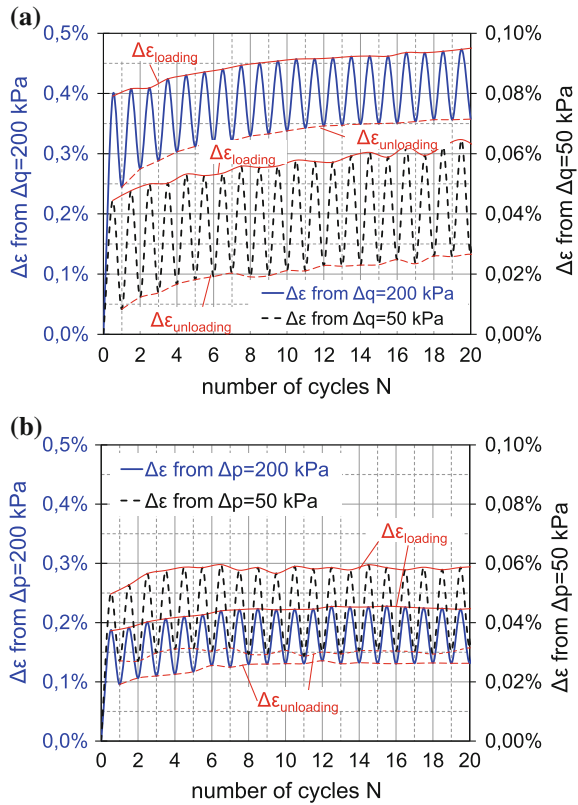 (a)
Δε from Δq=200 kPa
0,5%
0,4%
0,3%
0,2%
0,1%
0,0%
0,10%
0,08%
0,06%
0,04%
0,02%
0,00%
Δε from Δq=50 kPa
Δεloading
Δεunloading
Δεloading
Δεunloading
Δε from Δq=200 kPa
Δε from Δq=50 kPa
0 2 4 6 8 10 12 14 16 18 20
number of cycles N
(b)
Δε from Δp=200 kPa
0,5%
0,4%
0,3%
0,2%
0,1%
0,0%
0,10%
0,08%
0,06%
0,04%
0,02%
0,00%
Δε from Δp=50 kPa
Δε from Δp=200 kPa
Δε from Δp=50 kPa
Δεloading
Δεunloading
0 2 4 6 8 10 12 14 16 18 20
number of cycles N